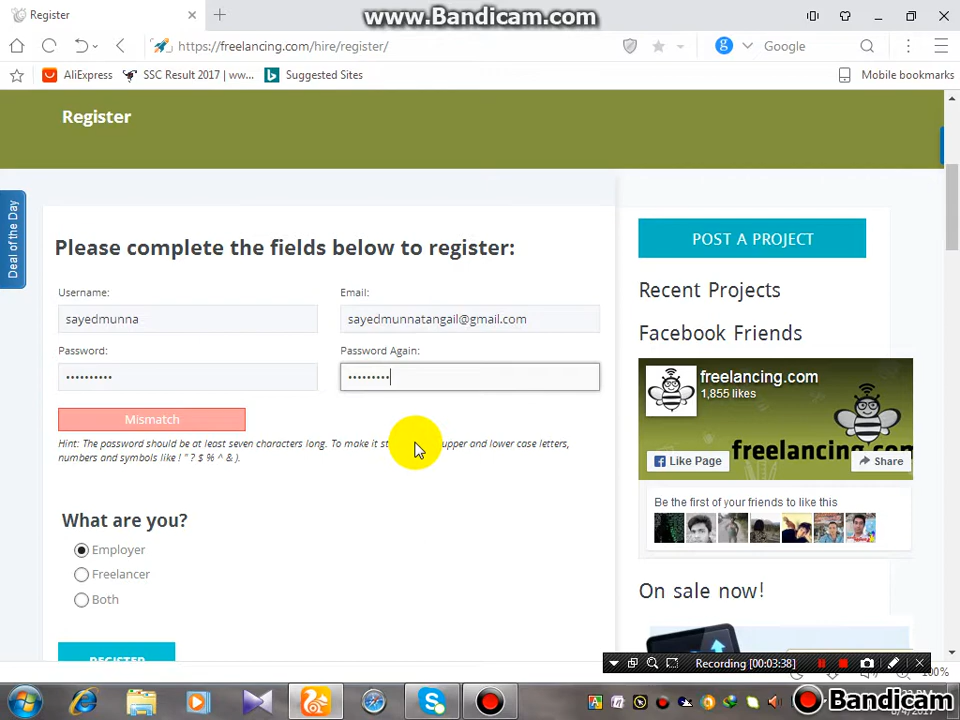 Register
www.Bandicam.com
https://freelancing.com/hire/register/
Google
AliExpress
SSC Result 2017 | ww...
Suggested Sites
Mobile bookmarks
Register
Deal of the Day
Please complete the fields below to register:
Username:
Email:
sayedmunna
sayedmunnatangail@gmail.com
Password:
Password Again:
••••••••••
•••••••••
Mismatch
Hint: The password should be at least seven characters long. To make it upper and lower case letters,
numbers and symbols like ! " ? $ % ^ & ).
What are you?
Employer
Freelancer
Both
REGISTER
POST A PROJECT
Recent Projects
Facebook Friends
freelancing.com
1,855 likes
freelancing.com
Like Page
Share
Be the first of your friends to like this
On sale now!
Recording [00:03:38]
100%
Bandicam